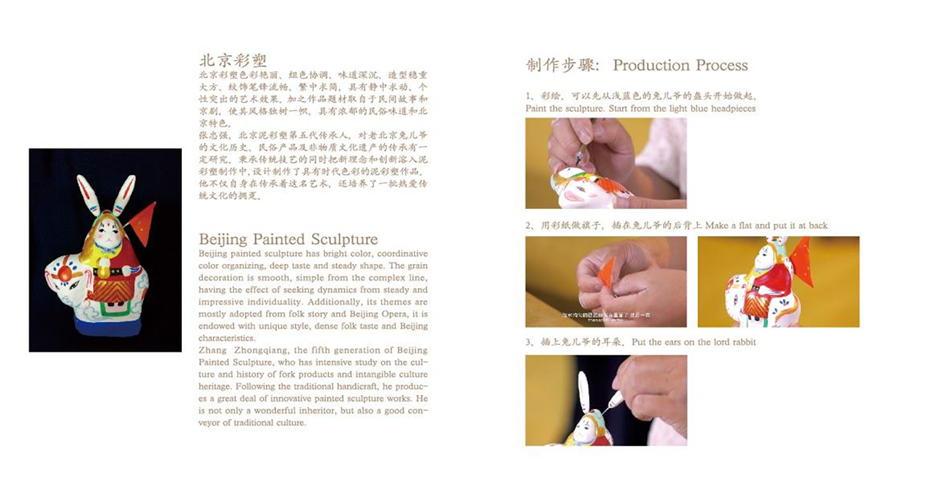 北京彩塑
北京彩塑色彩艳丽、组色协调、味道深沉、造型稳重
大方、纹饰笔锋流畅、繁中求简，具有静中求动、个
性突出的艺术效果。加之作品题材取自于民间故事和
京剧，使其风格独树一帜，具有浓郁的民俗味道和北
京特色。
张忠强，北京泥彩塑第五代传承人，对老北京兔儿爷
的文化历史、民俗产品及非物质文化遗产的传承有一
定研究。秉承传统技艺的同时把新理念和创新溶入泥
彩塑制作中，设计制作了具有时代色彩的泥彩塑作品。
他不仅自身在传承着这名艺术，还培养了一批热爱传
统文化的拥趸。
Beijing Painted Sculpture
Beijing painted sculpture has bright color, coordinative
color organizing, deep taste and steady shape. The grain
decoration is smooth, simple from the complex line,
having the effect of seeking dynamics from steady and
impressive individuality. Additionally, its themes are
mostly adopted from folk story and Beijing Opera, it is
endowed with unique style, dense folk taste and Beijing
characteristics.
Zhang Zhongqiang, the fifth generation of Beijing
Painted Sculpture, who has intensive study on the cul-
ture and history of fork products and intangible culture
heritage. Following the traditional handicraft, he produc-
es a great deal of innovative painted sculpture works. He
is not only a wonderful inheritor, but also a good con-
veyor of traditional culture.
制作步骤: Production Process
1、彩绘，可以先从浅蓝色的兔儿爷的盔头开始做起。
Paint the sculpture. Start from the light blue headpieces
2、用彩纸做旗子，插在兔儿爷的后背上 Make a flat and put it at back
3、插上兔儿爷的耳朵。Put the ears on the lord rabbit